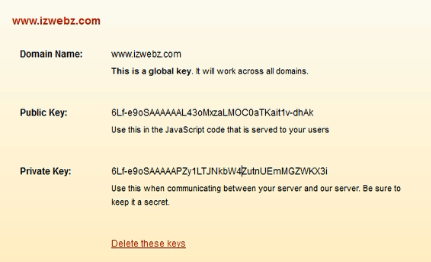 www.izwebz.com
Domain Name: www.izwebz.com
This is a global key. It will work across all domains.
Public Key: 6Lf-e9oSAAAAAAL43oMxzaLMOC0aTKait1v-dhAk
Use this in the JavaScript code that is served to your users
Private Key: 6Lf-e9oSAAAAAPZy1LTJNkbW4ZutnUEmMGZWKX3i
Use this when communicating between your server and our server. Be sure to
keep it a secret.
Delete these keys